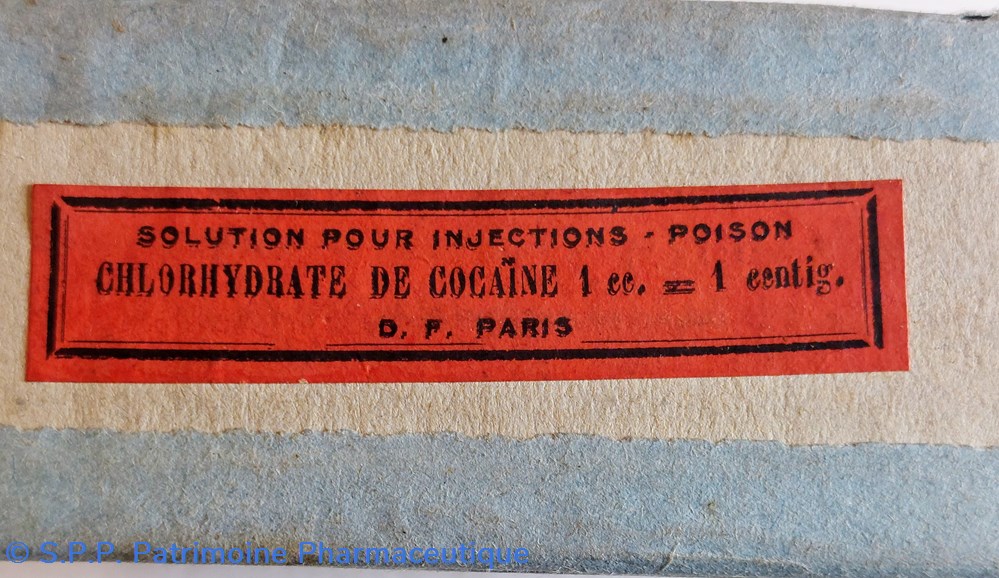 SOLUTION POUR INJECTIONS - POISON
CHLORHYDRATE DE COCAÏNE 1 cc. = 1 centig.
D. F. PARIS
© S.P.P. Patrimoine Pharmaceutique